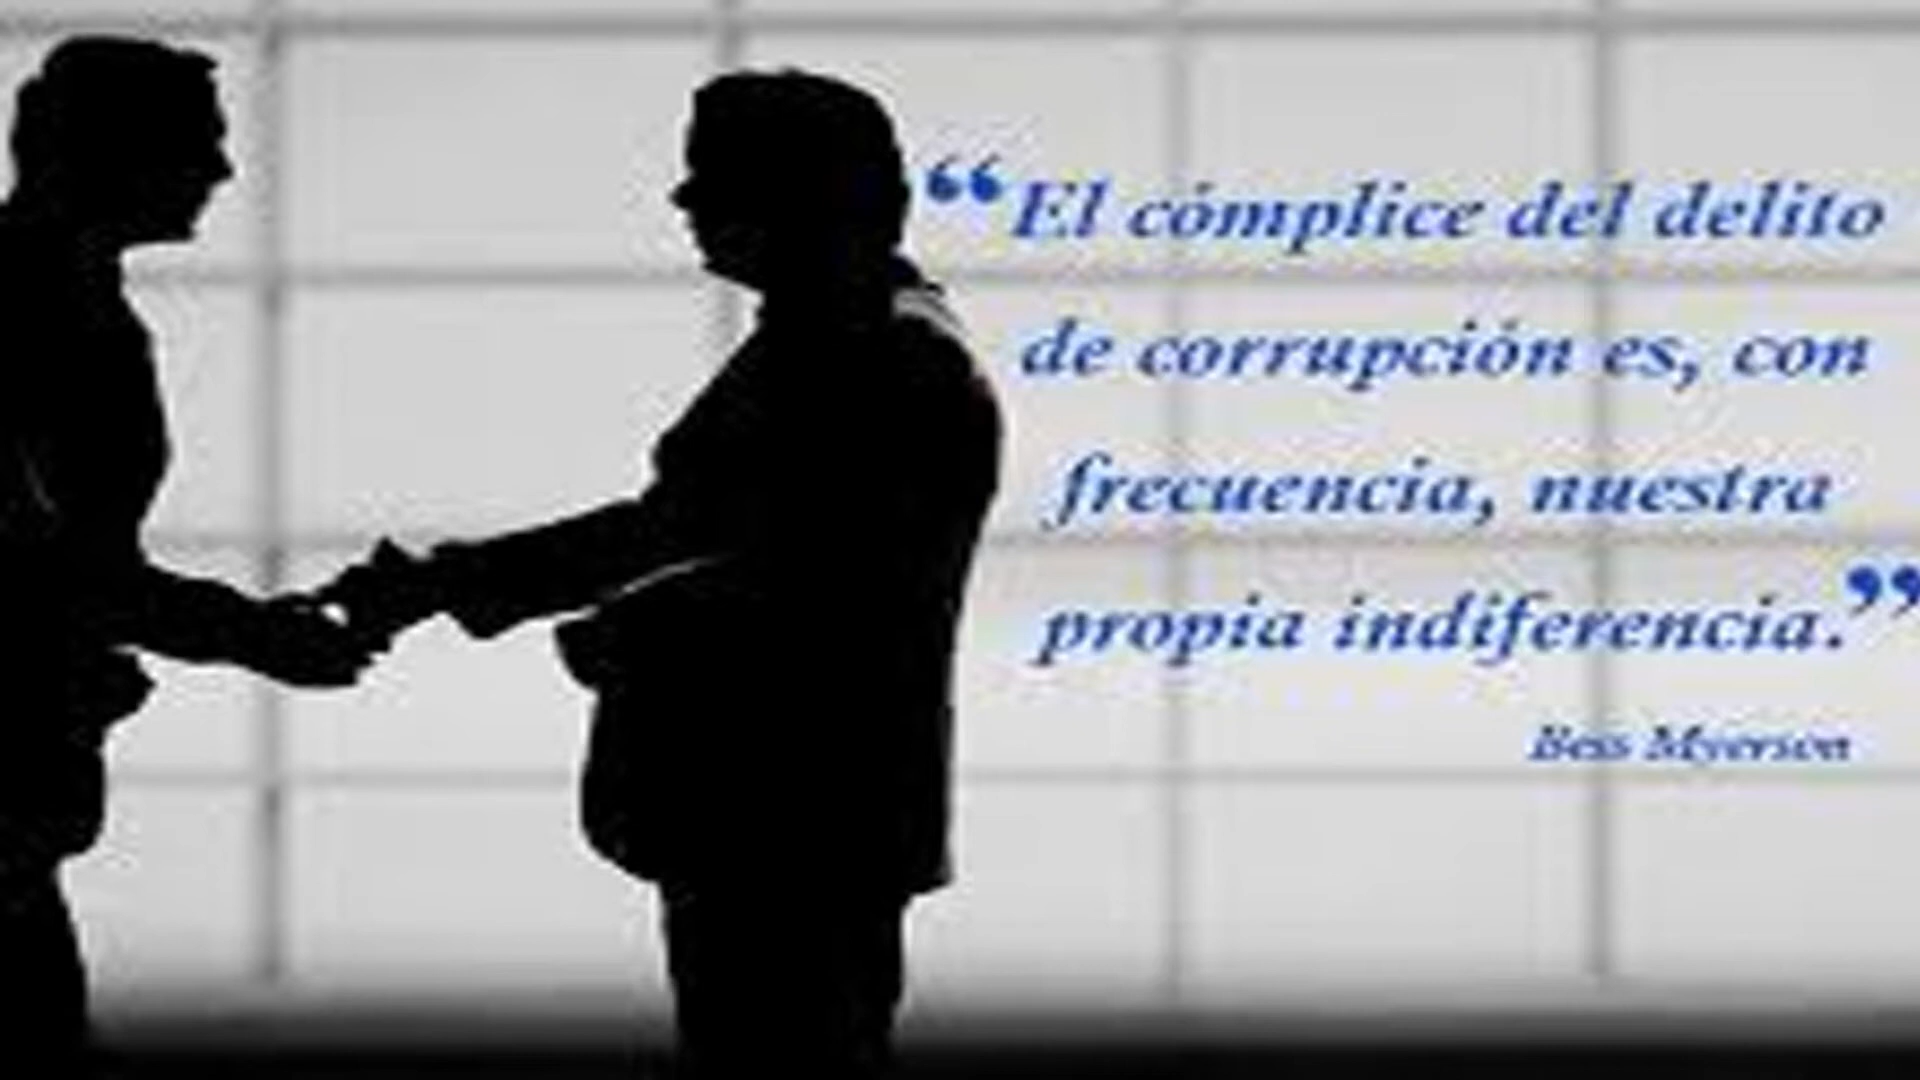 “El cómplice del delito
de corrupción es, con
frecuencia, nuestra
propia indiferencia.”
Bess Myerson